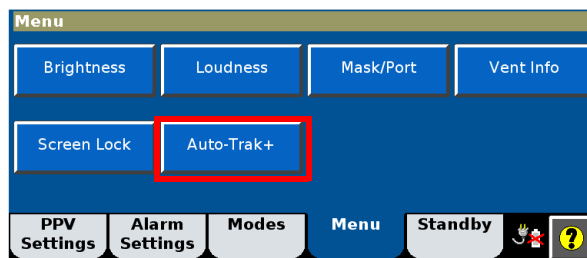 Menu
Brightness Loudness Mask/Port Vent Info
Screen Lock Auto-Trak+
PPV Alarm Modes Menu Standby
Settings Settings
?